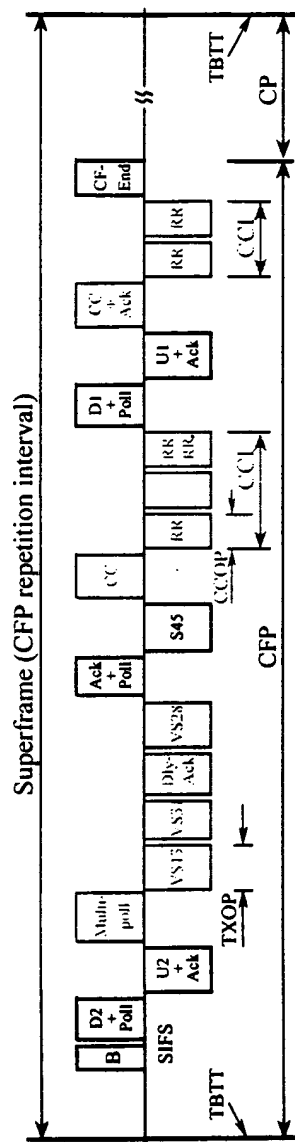 Superframe (CFP repetition interval)
TBTT
TBTT
B
SIFS
D2
+
Poll
U2
+
Ack
Multi-
poll
TXOP
VS13
Dly-
Ack
VS28
Ack
+
Poll
S45
CC
CCOP
RR
RR
CCI
D1
+
Poll
U1
+
Ack
CC
+
Ack
RR
RR
CCI
CF-
End
CFP
CP